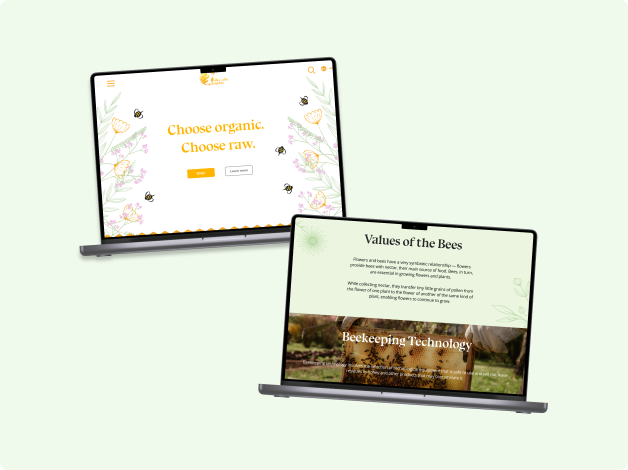 Choose organic.
Choose raw.
Learn more
Values of the Bees
Flowers and bees have a very symbiotic relationship — flowers
provide bees with nectar, their main source of food. Bees, in turn,
are essential in growing flowers and plants.
While collecting nectar, they transfer tiny little grains of pollen from
the flower of one plant to the flower of another of the same kind of
plant, enabling flowers to continue to grow.
Beekeeping Technology